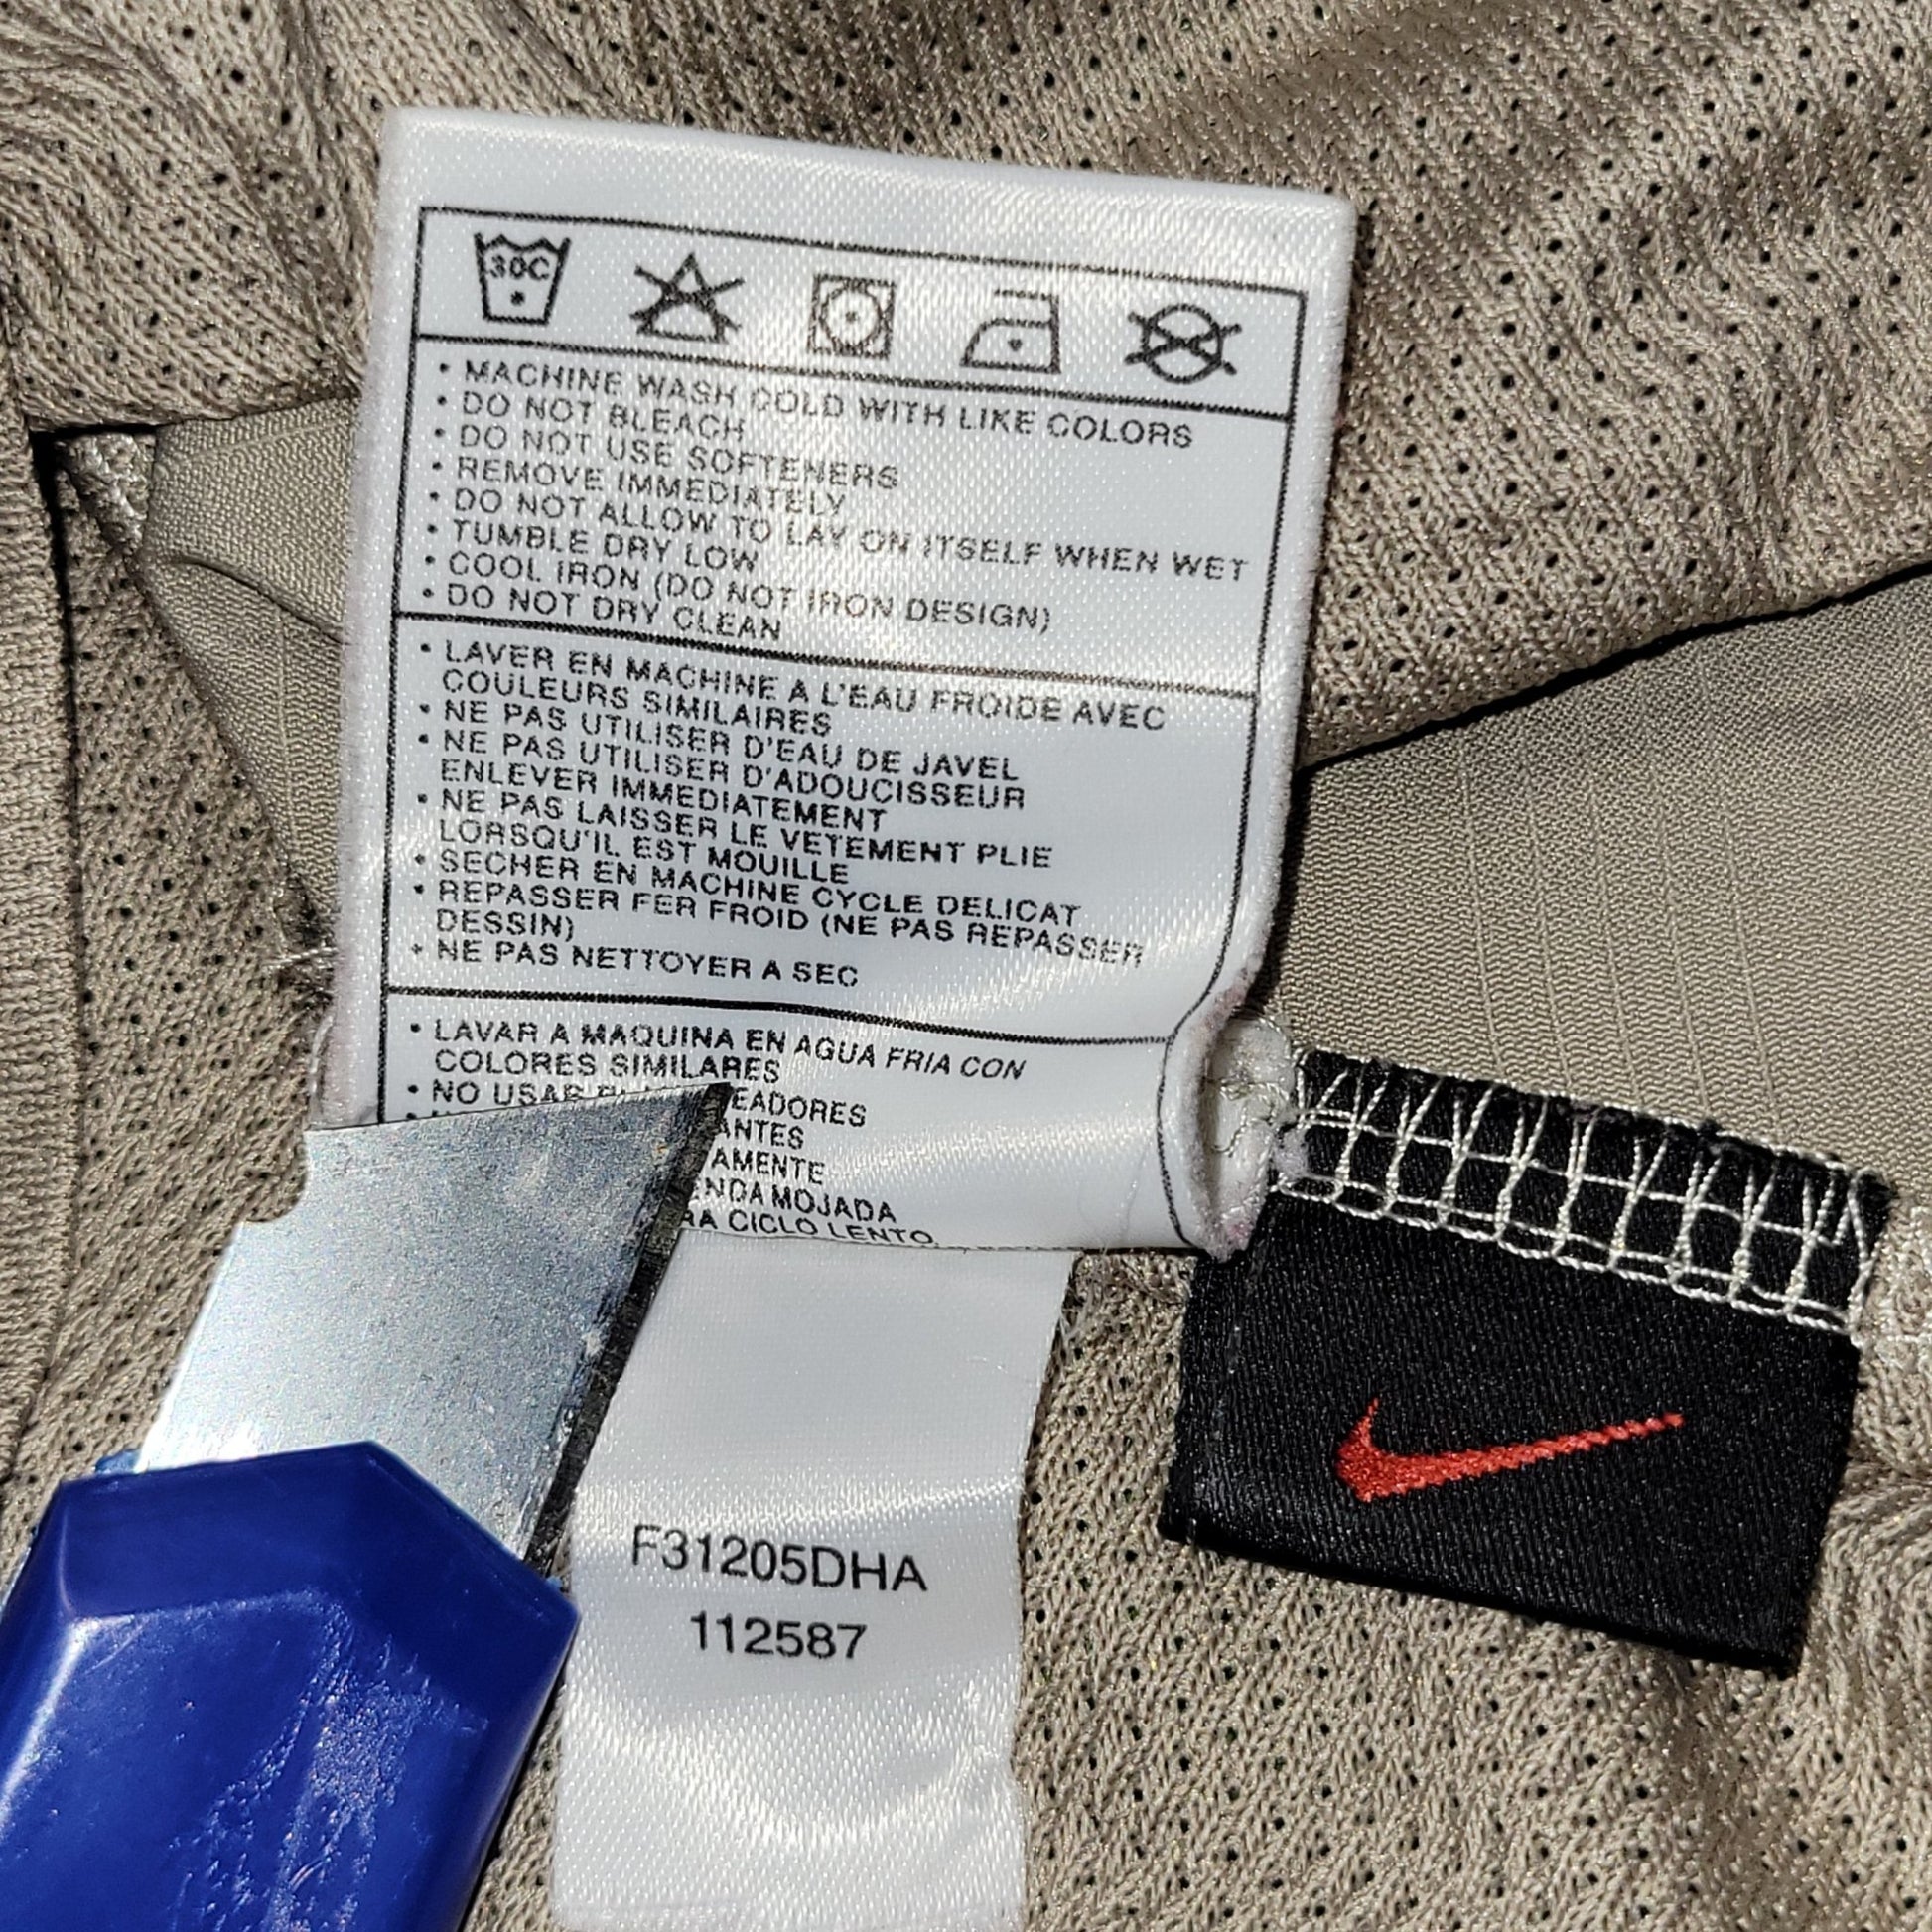 30C
• MACHINE WASH COLD WITH LIKE COLORS
• DO NOT BLEACH
• DO NOT USE SOFTENERS
• REMOVE IMMEDIATELY
• DO NOT ALLOW TO LAY ON ITSELF WHEN WET
• TUMBLE DRY LOW
• COOL IRON (DO NOT IRON DESIGN)
• DO NOT DRY CLEAN
• LAVER EN MACHINE A L'EAU FROIDE AVEC
COULEURS SIMILAIRES
• NE PAS UTILISER D'EAU DE JAVEL
• NE PAS UTILISER D'ADOUCISSEUR
ENLEVER IMMEDIATEMENT
• NE PAS LAISSER LE VETEMENT PLIE
LORSQU'IL EST MOUILLE
• SECHER EN MACHINE CYCLE DELICAT
• REPASSER FER FROID (NE PAS REPASSER
DESSIN)
• NE PAS NETTOYER A SEC
• LAVAR A MAQUINA EN AGUA FRIA CON
COLORES SIMILARES
• NO USAR
MOJADA
CICLO LENTO
F31205DHA
112587